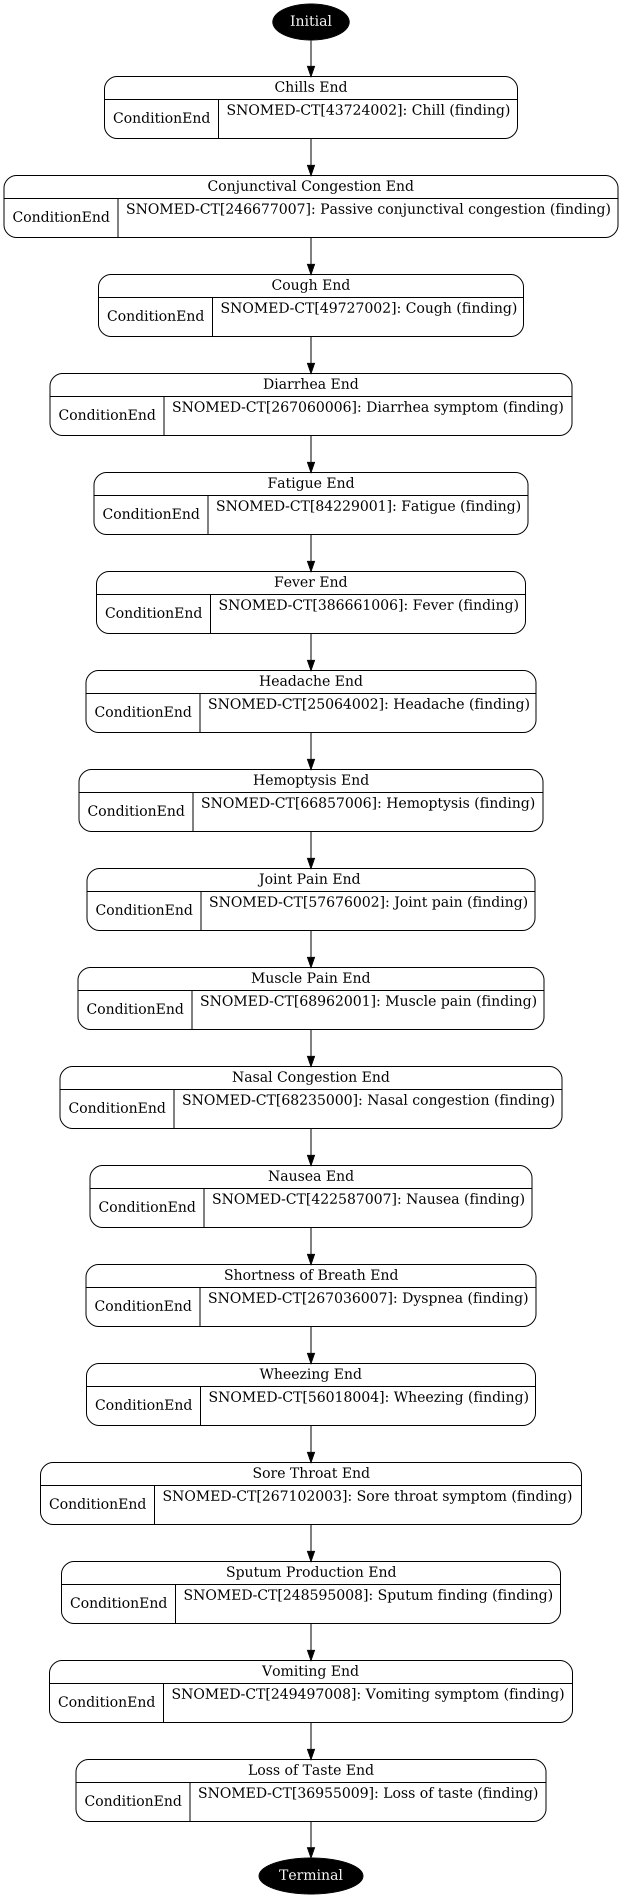 Initial
Chills End
ConditionEnd
SNOMED-CT[43724002]: Chill (finding)
Conjunctival Congestion End
ConditionEnd
SNOMED-CT[246677007]: Passive conjunctival congestion (finding)
Cough End
ConditionEnd
SNOMED-CT[49727002]: Cough (finding)
Diarrhea End
ConditionEnd
SNOMED-CT[267060006]: Diarrhea symptom (finding)
Fatigue End
ConditionEnd
SNOMED-CT[84229001]: Fatigue (finding)
Fever End
ConditionEnd
SNOMED-CT[386661006]: Fever (finding)
Headache End
ConditionEnd
SNOMED-CT[25064002]: Headache (finding)
Hemoptysis End
ConditionEnd
SNOMED-CT[66857006]: Hemoptysis (finding)
Joint Pain End
ConditionEnd
SNOMED-CT[57676002]: Joint pain (finding)
Muscle Pain End
ConditionEnd
SNOMED-CT[68962001]: Muscle pain (finding)
Nasal Congestion End
ConditionEnd
SNOMED-CT[68235000]: Nasal congestion (finding)
Nausea End
ConditionEnd
SNOMED-CT[422587007]: Nausea (finding)
Shortness of Breath End
ConditionEnd
SNOMED-CT[267036007]: Dyspnea (finding)
Wheezing End
ConditionEnd
SNOMED-CT[56018004]: Wheezing (finding)
Sore Throat End
ConditionEnd
SNOMED-CT[267102003]: Sore throat symptom (finding)
Sputum Production End
ConditionEnd
SNOMED-CT[248595008]: Sputum finding (finding)
Vomiting End
ConditionEnd
SNOMED-CT[249497008]: Vomiting symptom (finding)
Loss of Taste End
ConditionEnd
SNOMED-CT[36955009]: Loss of taste (finding)
Terminal